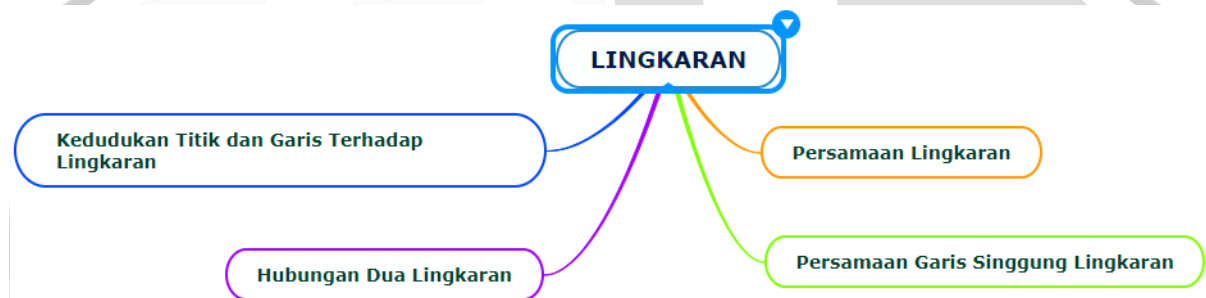 LINGKARAN
Kedudukan Titik dan Garis Terhadap
Lingkaran
Persamaan Lingkaran
Hubungan Dua Lingkaran
Persamaan Garis Singgung Lingkaran